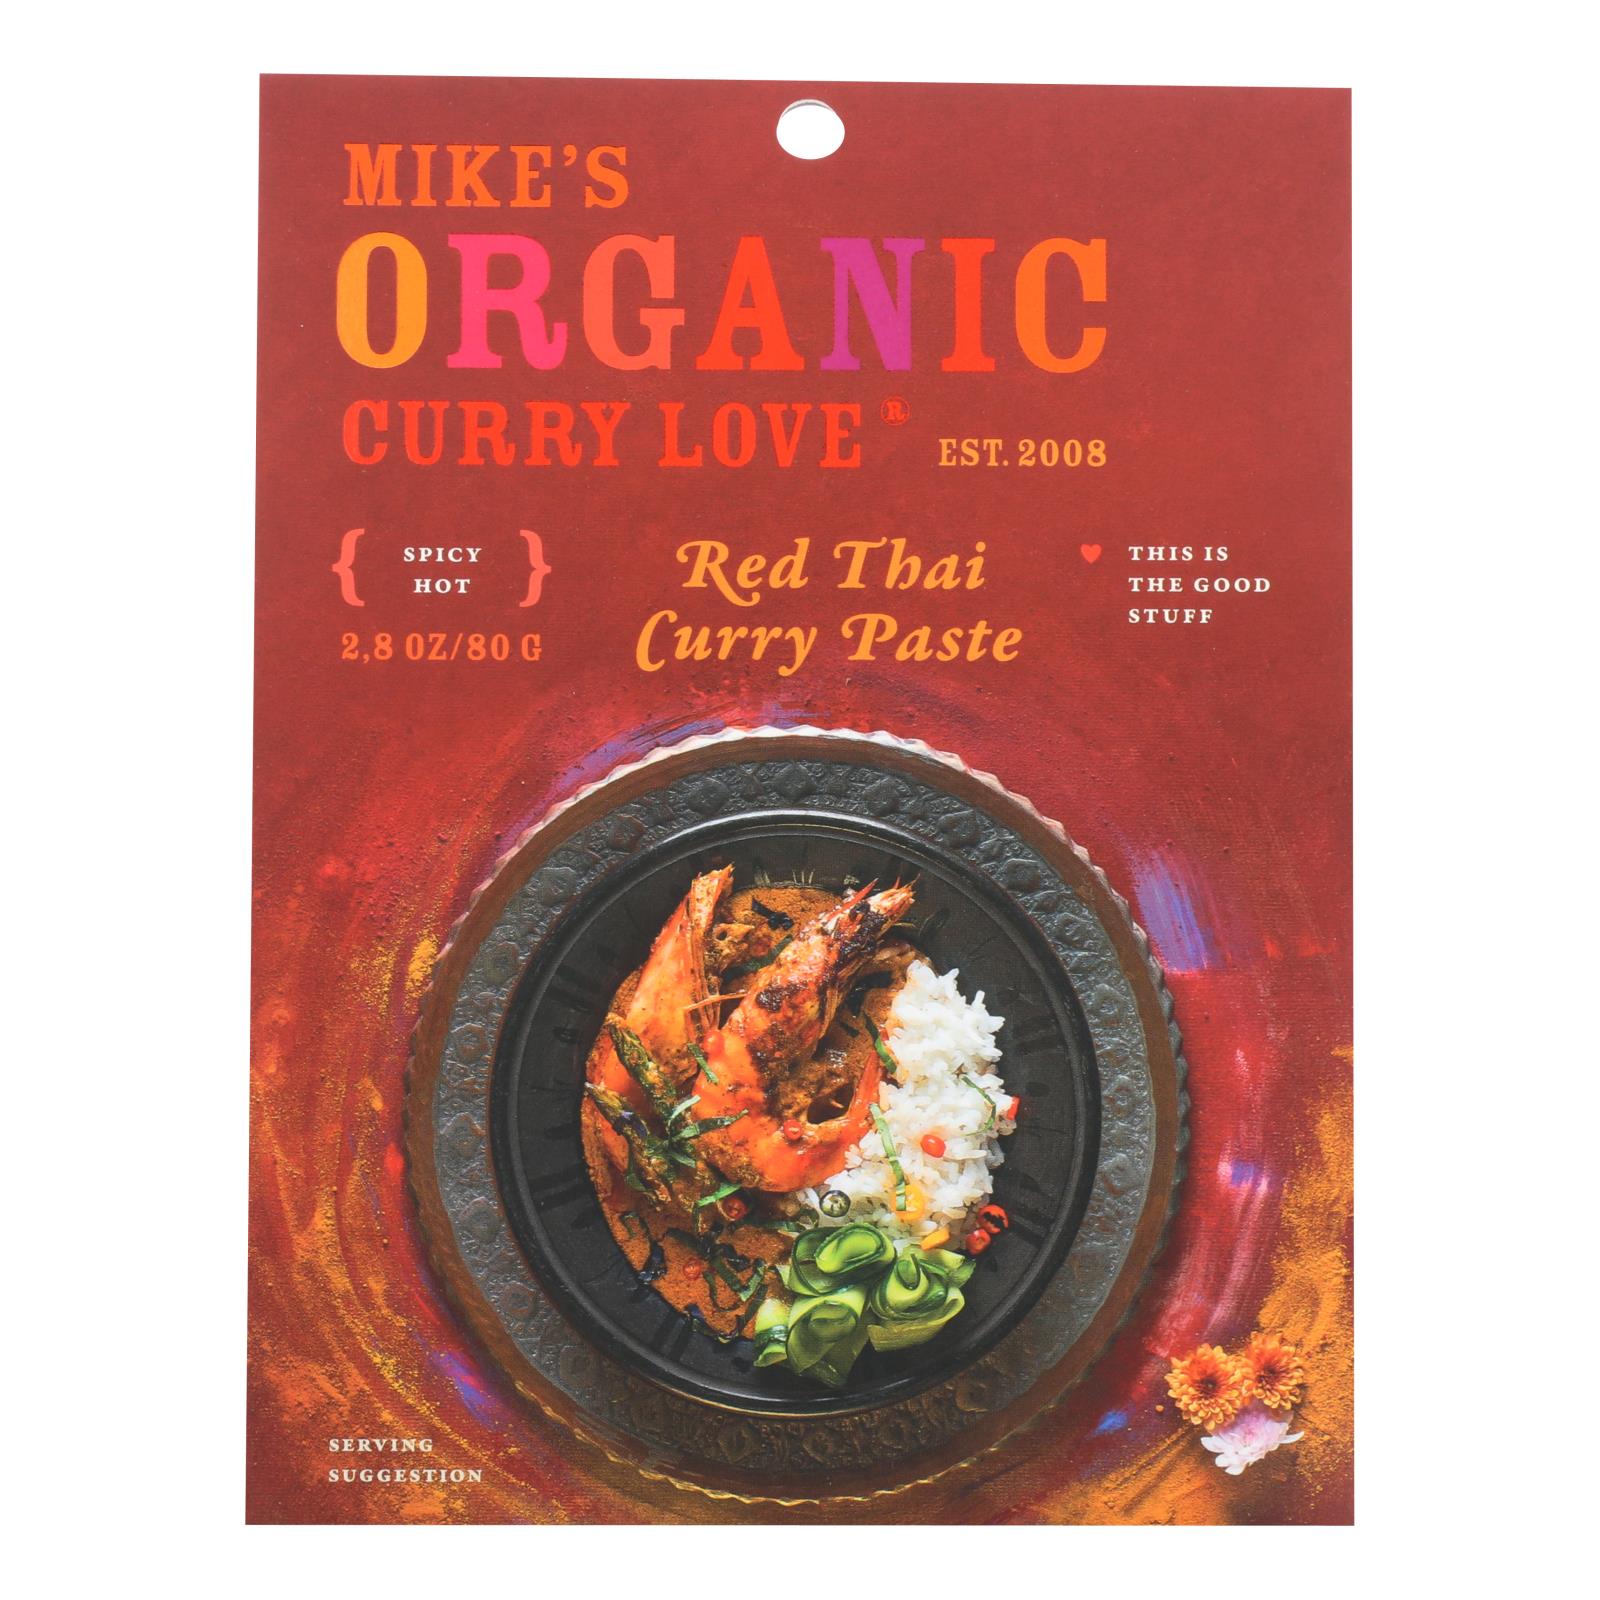 MIKE'S
ORGANIC
CURRY LOVE®
EST. 2008
{ SPICY HOT }
2,8 OZ/80 G
Red Thai
Curry Paste
♥ THIS IS
THE GOOD
STUFF
SERVING
SUGGESTION